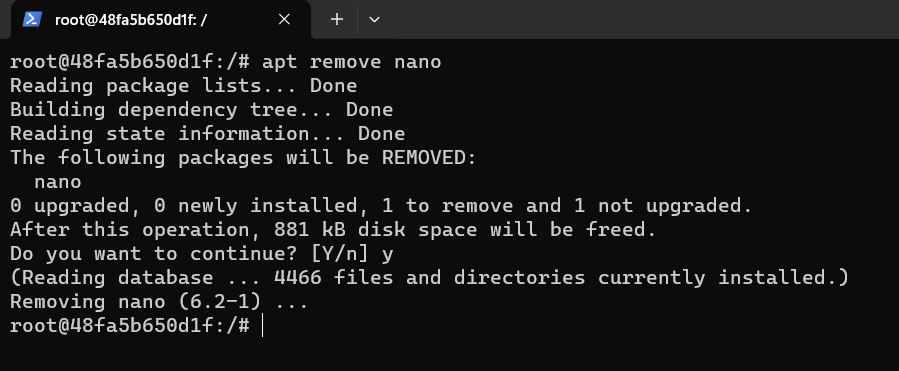 root@48fa5b650d1f: /
root@48fa5b650d1f:/# apt remove nano
Reading package lists... Done
Building dependency tree... Done
Reading state information... Done
The following packages will be REMOVED:
  nano
0 upgraded, 0 newly installed, 1 to remove and 1 not upgraded.
After this operation, 881 kB disk space will be freed.
Do you want to continue? [Y/n] y
(Reading database ... 4466 files and directories currently installed.)
Removing nano (6.2-1) ...
root@48fa5b650d1f:/#